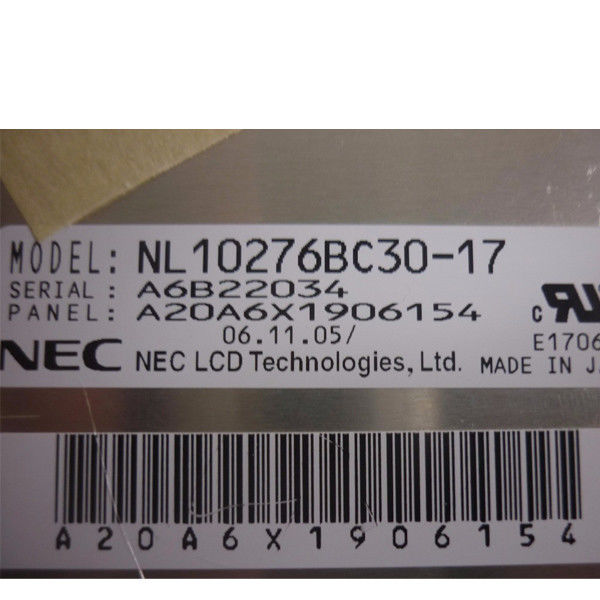 MODEL: NL10276BC30-17
SERIAL : A6B22034
PANEL: A20A6X1906154
06.11.05/
NEC NEC LCD Technologies, Ltd. MADE IN
c
E1706
A20A6X1906154